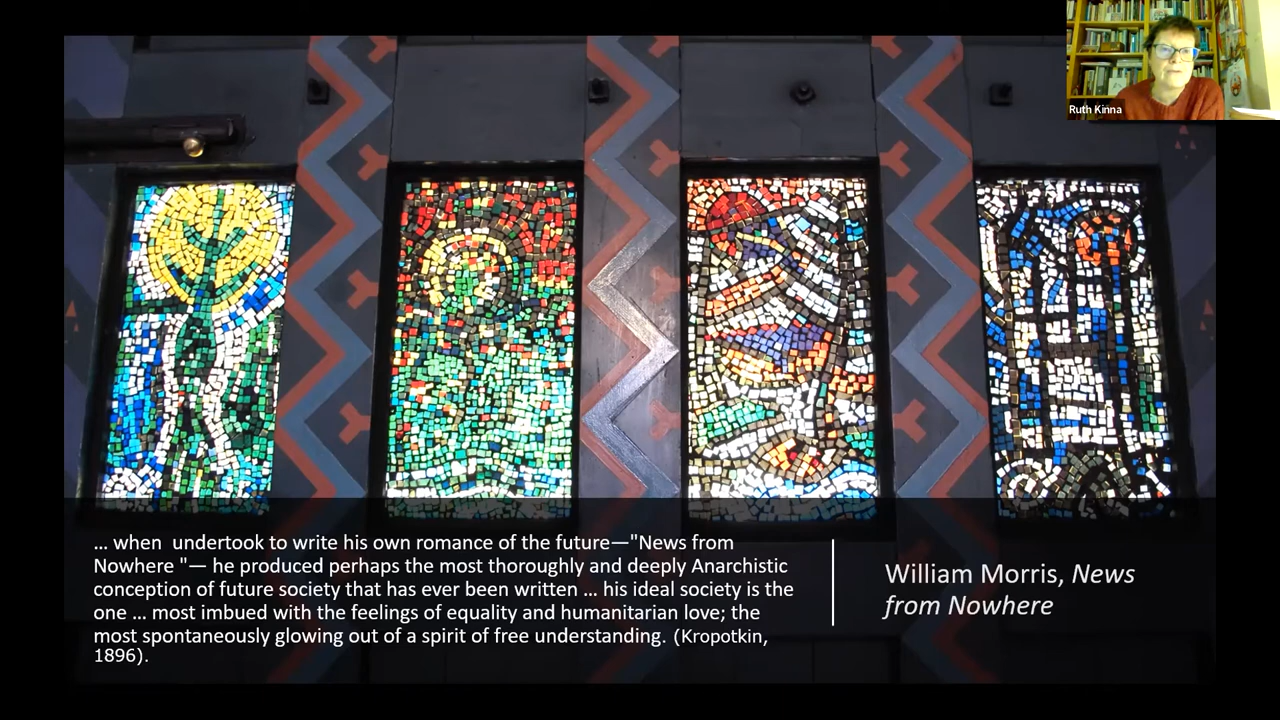 Ruth Kinna
… when  undertook to write his own romance of the future—"News from
Nowhere "— he produced perhaps the most thoroughly and deeply Anarchistic
conception of future society that has ever been written … his ideal society is the
one … most imbued with the feelings of equality and humanitarian love; the
most spontaneously glowing out of a spirit of free understanding. (Kropotkin,
1896).
William Morris, News
from Nowhere